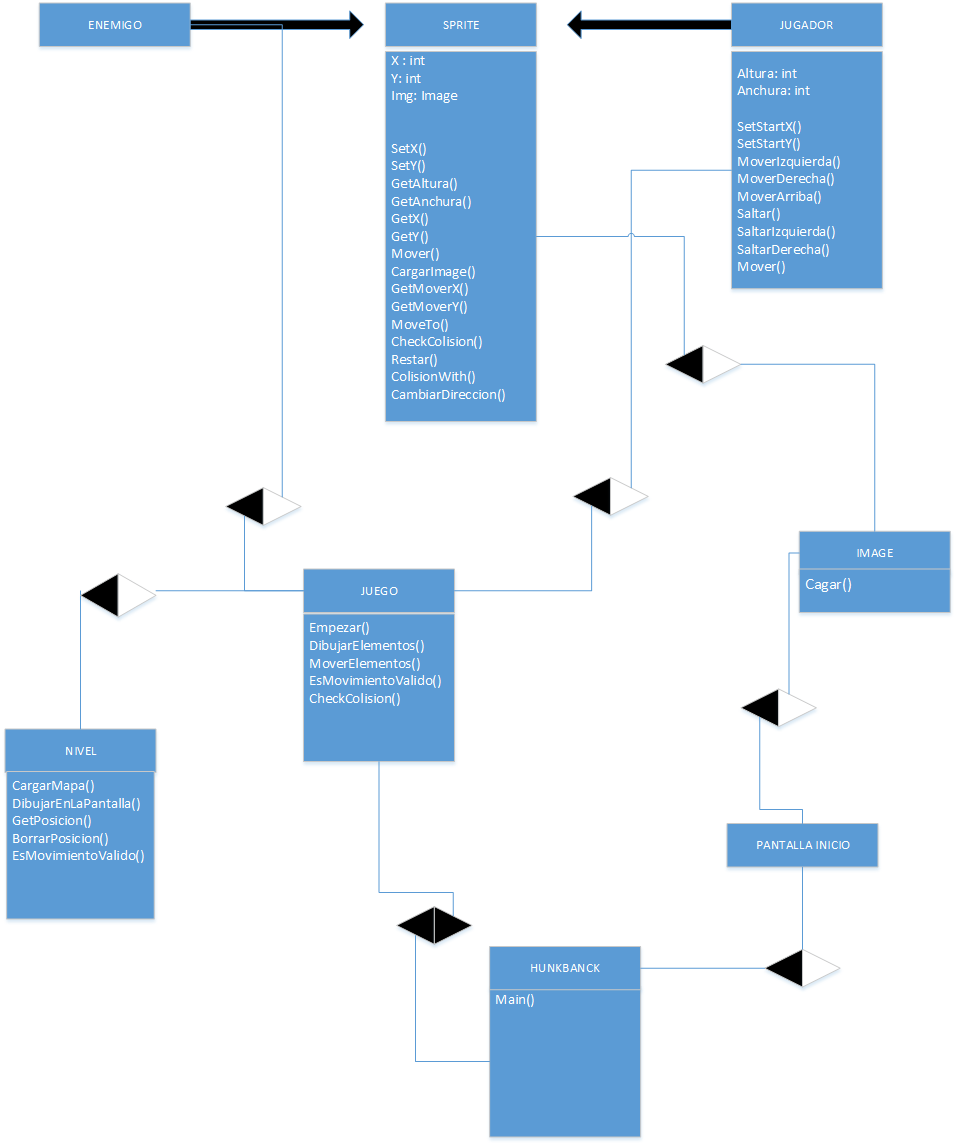 ENEMIGO
SPRITE
JUGADOR
X : int
Y: int
Img: Image
SetX()
SetY()
GetAltura()
GetAnchura()
GetX()
GetY()
Mover()
CargarImage()
GetMoverX()
GetMoverY()
MoveTo()
CheckColision()
Restar()
ColisionWith()
CambiarDireccion()
Altura: int
Anchura: int
SetStartX()
SetStartY()
MoverIzquierda()
MoverDerecha()
MoverArriba()
Saltar()
SaltarIzquierda()
SaltarDerecha()
Mover()
IMAGE
Cagar()
JUEGO
Empezar()
DibujarElementos()
MoverElementos()
EsMovimientoValido()
CheckColision()
NIVEL
CargarMapa()
DibujarEnLaPantalla()
GetPosicion()
BorrarPosicion()
EsMovimientoValido()
PANTALLA INICIO
HUNKBANCK
Main()